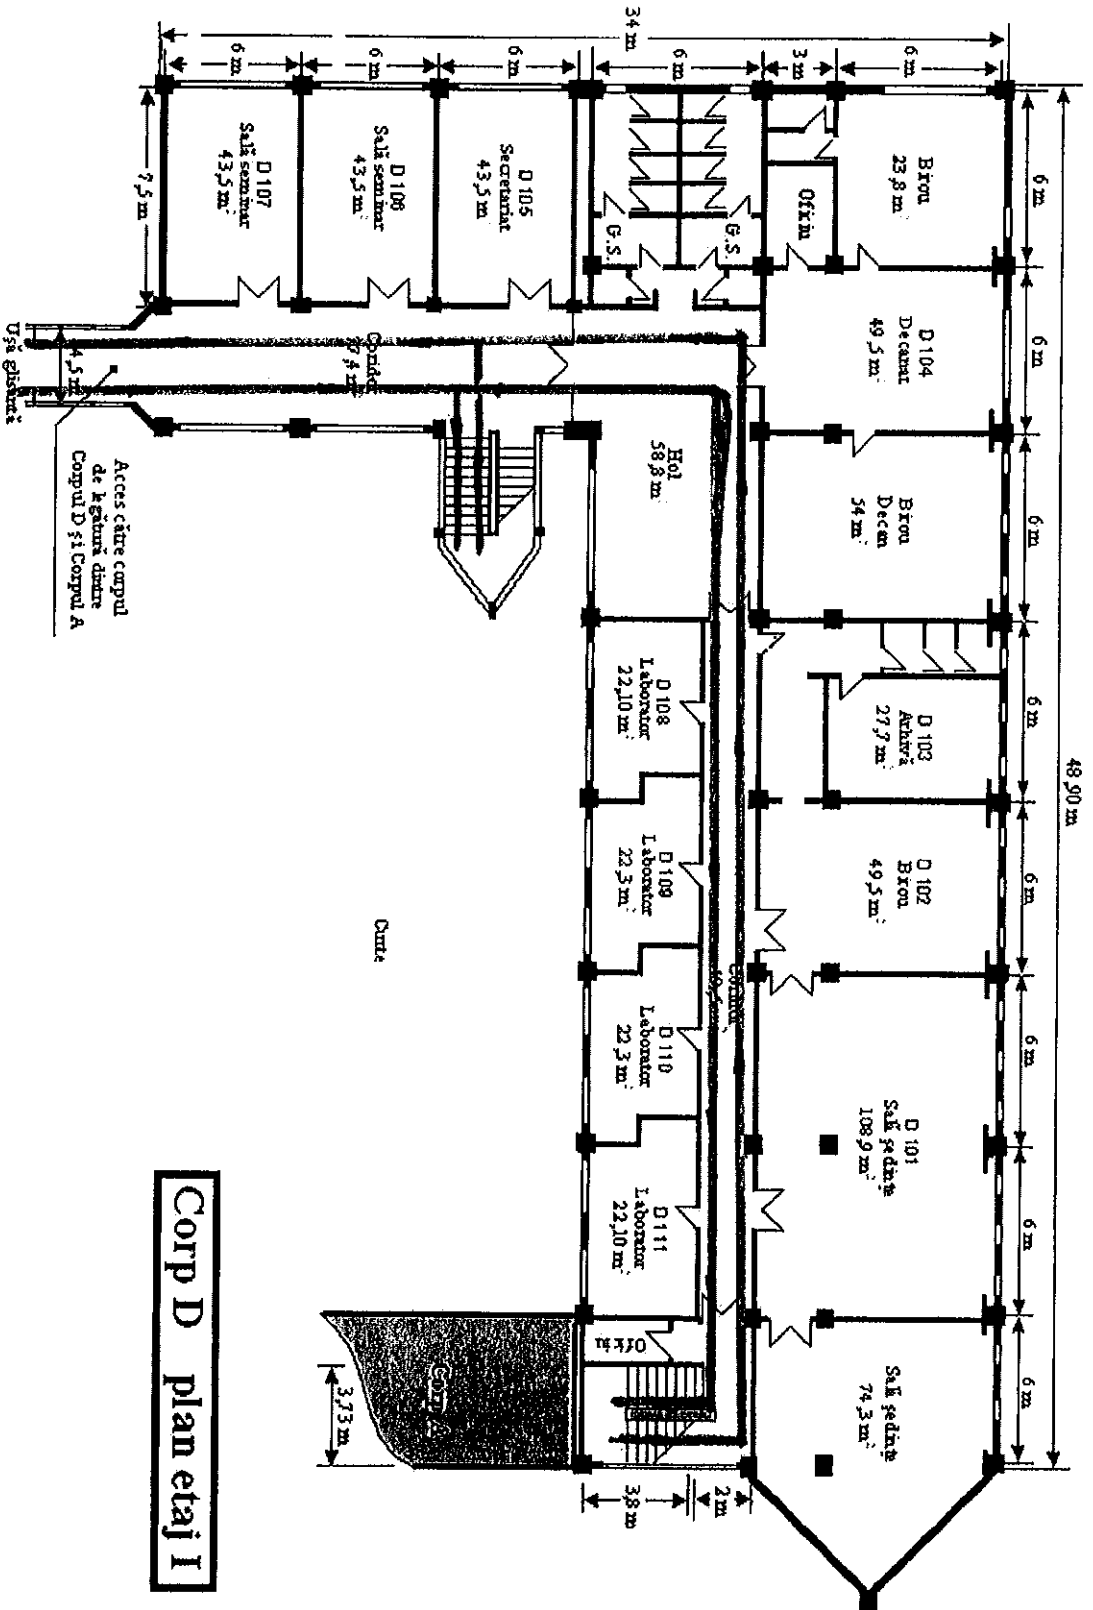 34 m
6 m
6 m
6 m
6 m
3 m
6 m
48,90 m
6 m
6 m
6 m
6 m
6 m
6 m
6 m
6 m
Birou
23,8 m²
Oficiu
G.S.
G.S.
D 104
Decanat
49,5 m²
Birou
Decan
54 m²
D 103
Arhivă
27,7 m²
D 102
Birou
49,5 m²
D 101
Sală ședințe
108,9 m²
Sală ședințe
74,3 m²
D 105
Secretariat
43,5 m²
D 106
Sală seminar
43,5 m²
D 107
Sală seminar
43,5 m²
7,5 m
Coridor
Hol
58,8 m²
D 108
Laborator
22,10 m²
D 109
Laborator
22,3 m²
D 110
Laborator
22,3 m²
D 111
Laborator
22,10 m²
Coridor
Oficiu
2 m
3,8 m
Corp A
3,73 m
4,5 m
Ușă glisantă
Acces către corpul
de legătură dintre
Corpul D și Corpul A
Curte
Corp D plan etaj I